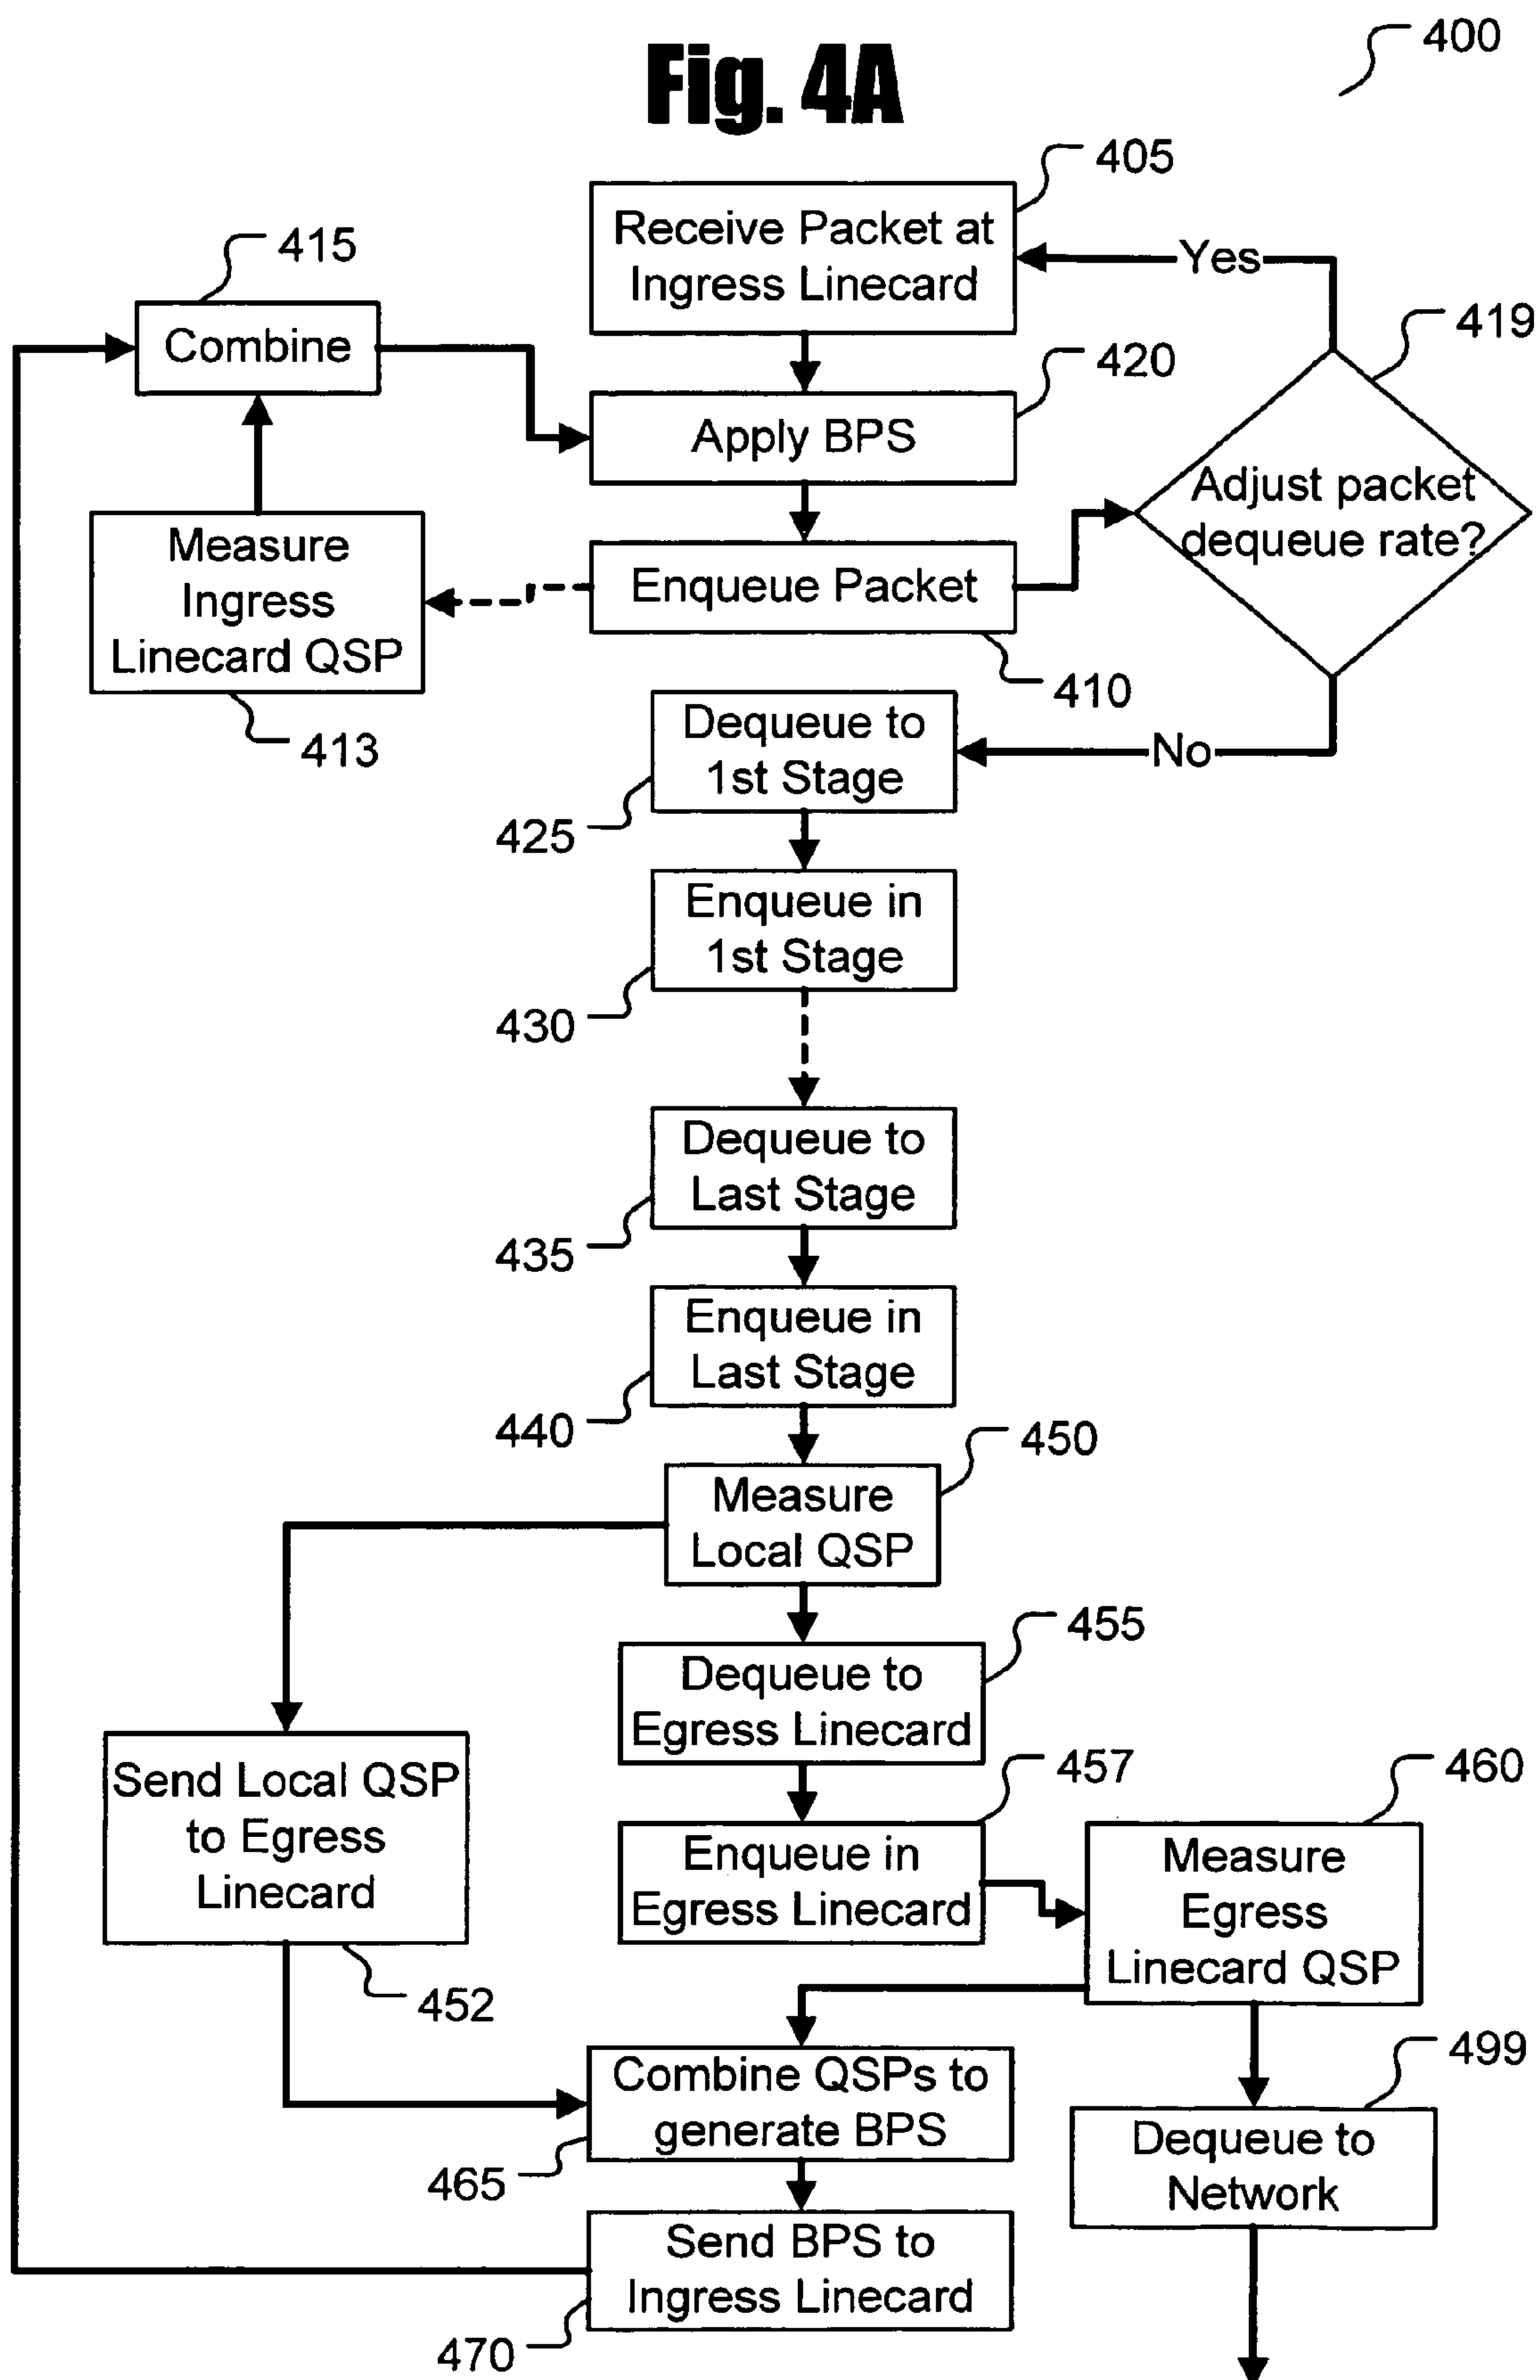 Fig. 4A
400
405
Receive Packet at
Ingress Linecard
Yes
415
Combine
419
420
Apply BPS
Adjust packet
dequeue rate?
Measure
Ingress
Linecard QSP
413
Enqueue Packet
410
No
Dequeue to
1st Stage
425
Enqueue in
1st Stage
430
Dequeue to
Last Stage
435
Enqueue in
Last Stage
440
450
Measure
Local QSP
455
Dequeue to
Egress Linecard
Send Local QSP
to Egress
Linecard
452
457
Enqueue in
Egress Linecard
460
Measure
Egress
Linecard QSP
Combine QSPs to
generate BPS
465
499
Dequeue to
Network
Send BPS to
Ingress Linecard
470